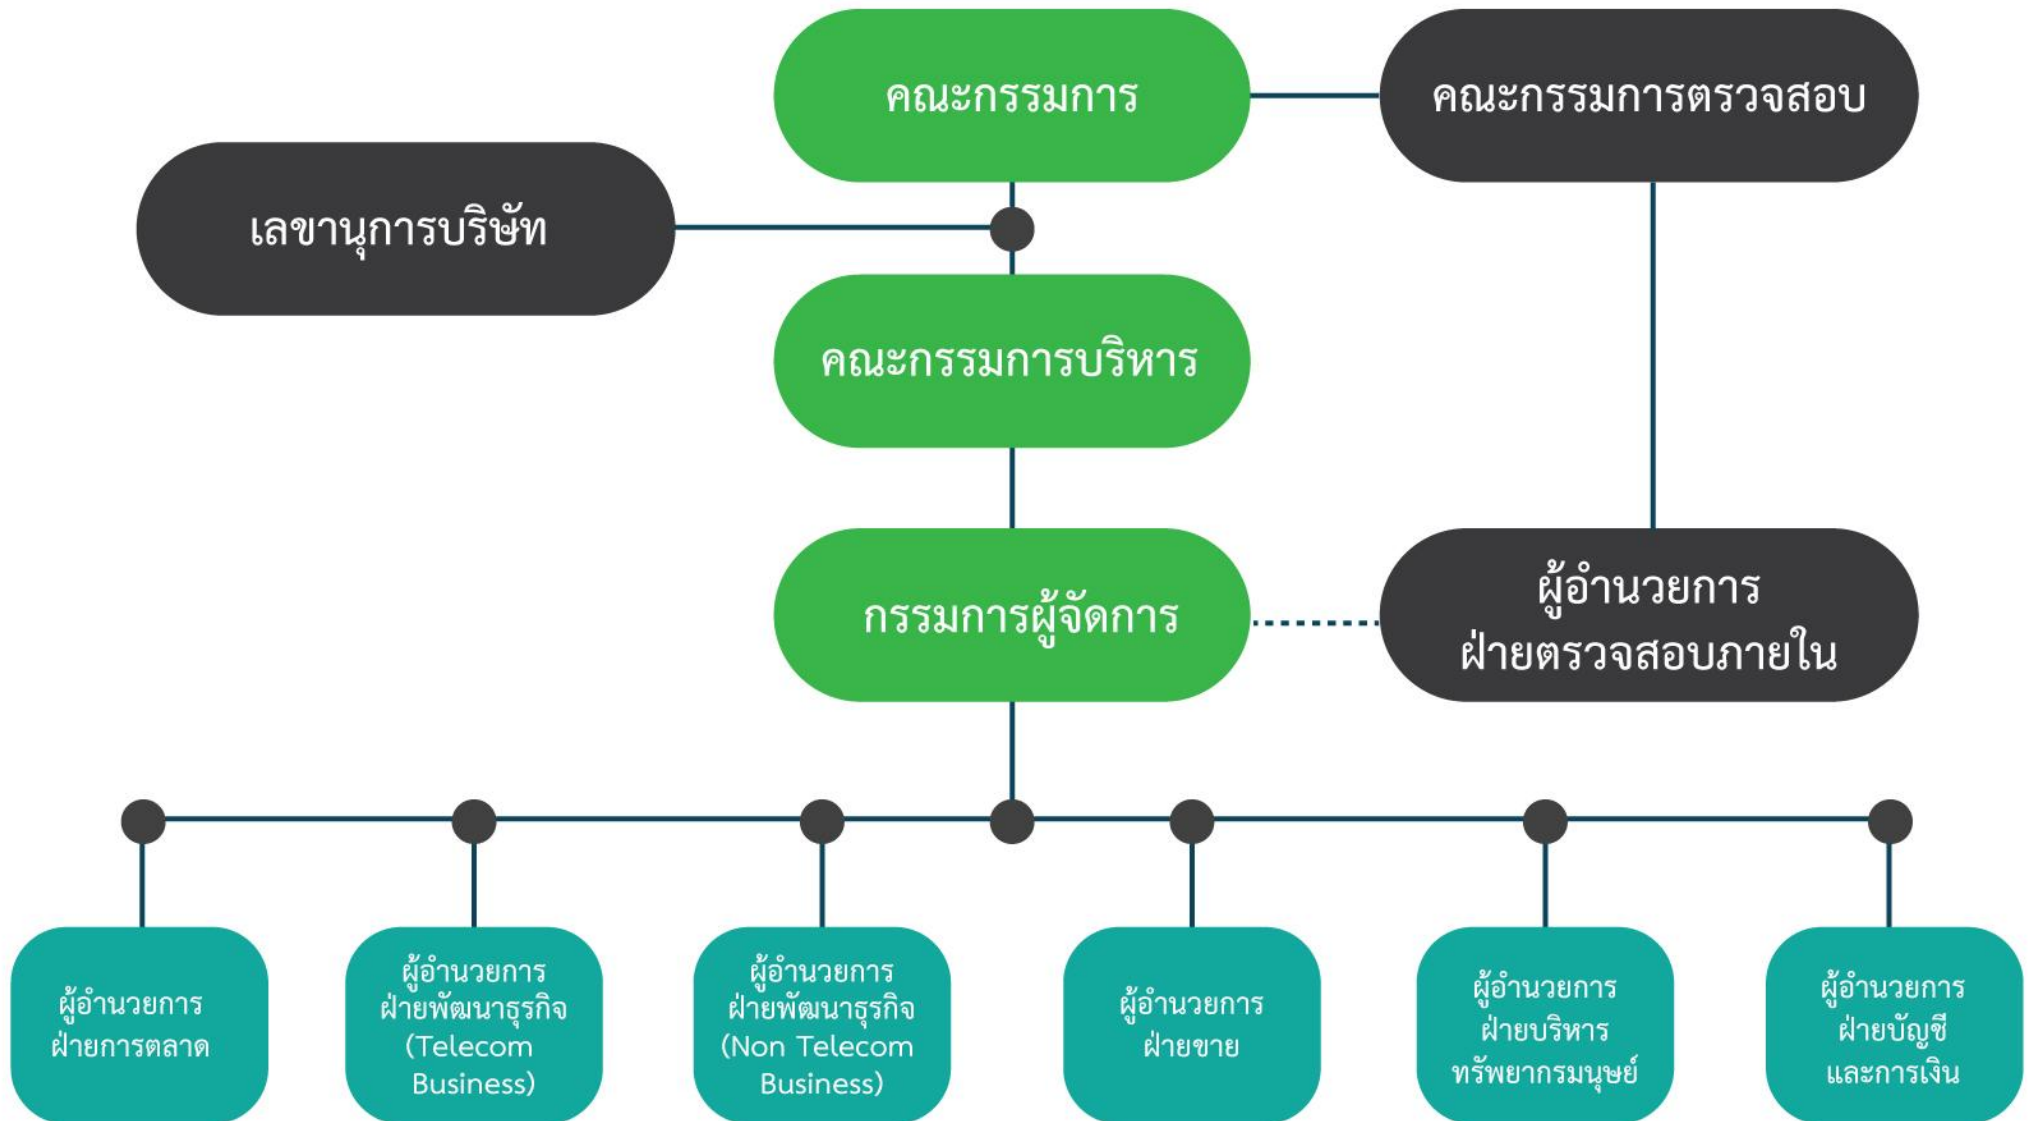 คณะกรรมการ
คณะกรรมการตรวจสอบ
เลขานุการบริษัท
คณะกรรมการบริหาร
กรรมการผู้จัดการ
ผู้อำนวยการ
ฝ่ายตรวจสอบภายใน
ผู้อำนวยการ
ฝ่ายการตลาด
ผู้อำนวยการ
ฝ่ายพัฒนาธุรกิจ
(Telecom
Business)
ผู้อำนวยการ
ฝ่ายพัฒนาธุรกิจ
(Non Telecom
Business)
ผู้อำนวยการ
ฝ่ายขาย
ผู้อำนวยการ
ฝ่ายบริหาร
ทรัพยากรมนุษย์
ผู้อำนวยการ
ฝ่ายบัญชี
และการเงิน